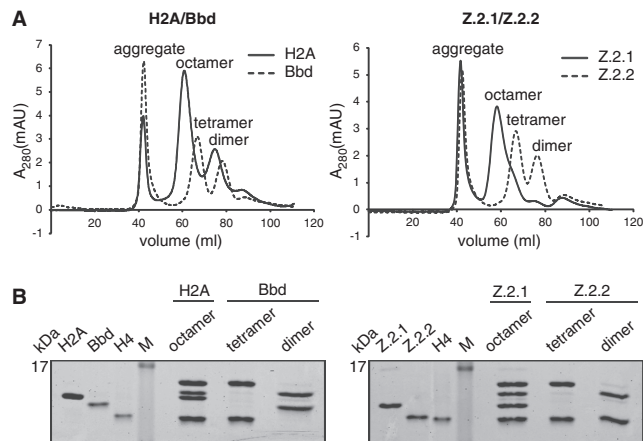 A
H2A/Bbd
Z.2.1/Z.2.2
7
6
5
4
3
2
1
0
-1
A280(mAU)
aggregate
octamer
tetramer
dimer
H2A
Bbd
0 20 40 60 80 100 120
volume (ml)
6
5
4
3
2
1
0
-1
A280(mAU)
aggregate
octamer
tetramer
dimer
Z.2.1
Z.2.2
0 20 40 60 80 100 120
volume (ml)
B
H2A Bbd
kDa H2A Bbd H4 M octamer tetramer dimer
17
Z.2.1 Z.2.2
kDa Z.2.1 Z.2.2 H4 M octamer tetramer dimer
17